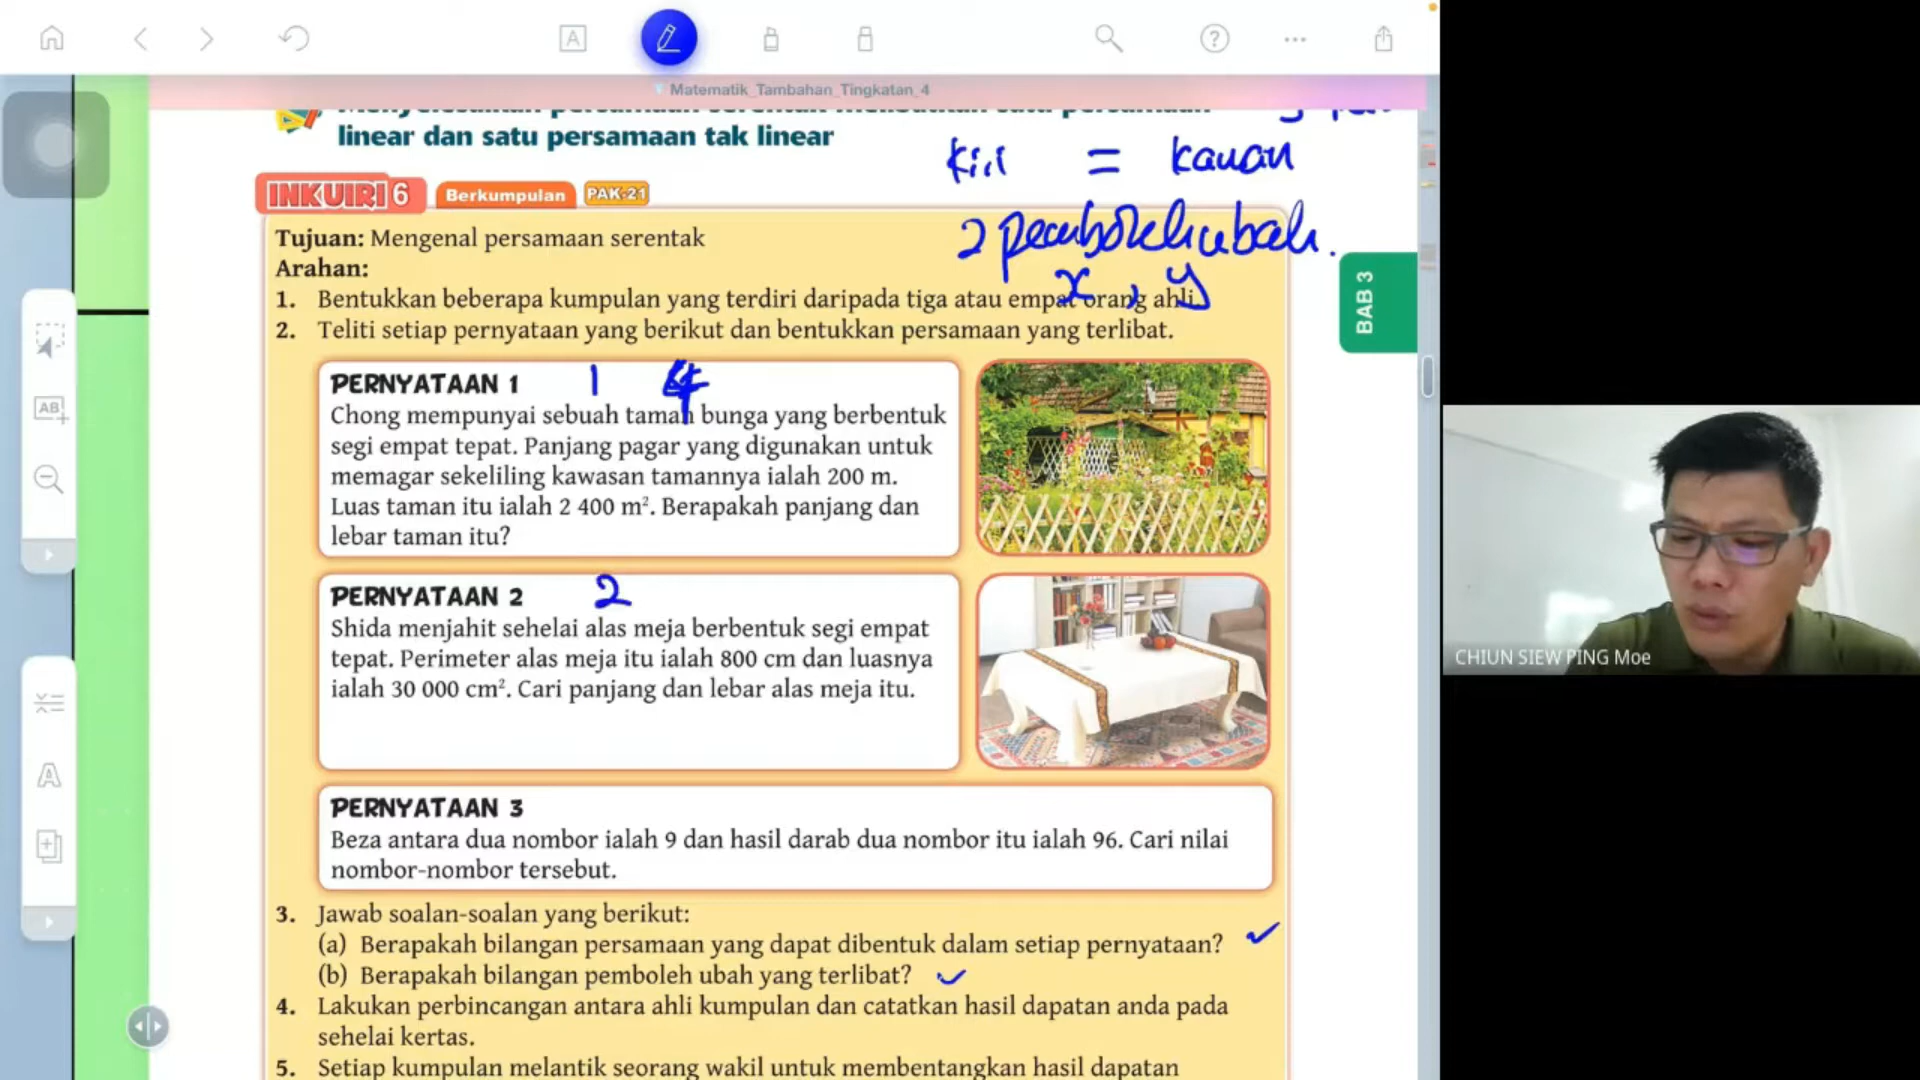 A
?
Matematik_Tambahan_Tingkatan_4
linear dan satu persamaan tak linear
kiri = kanan
INKUIRI 6 Berkumpulan PAK-21
2 pembolehubah.
x, y
Tujuan: Mengenal persamaan serentak
Arahan:
1. Bentukkan beberapa kumpulan yang terdiri daripada tiga atau empat orang ahli.
2. Teliti setiap pernyataan yang berikut dan bentukkan persamaan yang terlibat.
BAB 3
PERNYATAAN 1 1 4
Chong mempunyai sebuah taman bunga yang berbentuk
segi empat tepat. Panjang pagar yang digunakan untuk
memagar sekeliling kawasan tamannya ialah 200 m.
Luas taman itu ialah 2 400 m². Berapakah panjang dan
lebar taman itu?
PERNYATAAN 2 2
Shida menjahit sehelai alas meja berbentuk segi empat
tepat. Perimeter alas meja itu ialah 800 cm dan luasnya
ialah 30 000 cm². Cari panjang dan lebar alas meja itu.
PERNYATAAN 3
Beza antara dua nombor ialah 9 dan hasil darab dua nombor itu ialah 96. Cari nilai
nombor-nombor tersebut.
3. Jawab soalan-soalan yang berikut:
(a) Berapakah bilangan persamaan yang dapat dibentuk dalam setiap pernyataan?
(b) Berapakah bilangan pemboleh ubah yang terlibat?
4. Lakukan perbincangan antara ahli kumpulan dan catatkan hasil dapatan anda pada
sehelai kertas.
5. Setiap kumpulan melantik seorang wakil untuk membentangkan hasil dapatan
AB
A
CHIUN SIEW PING Moe